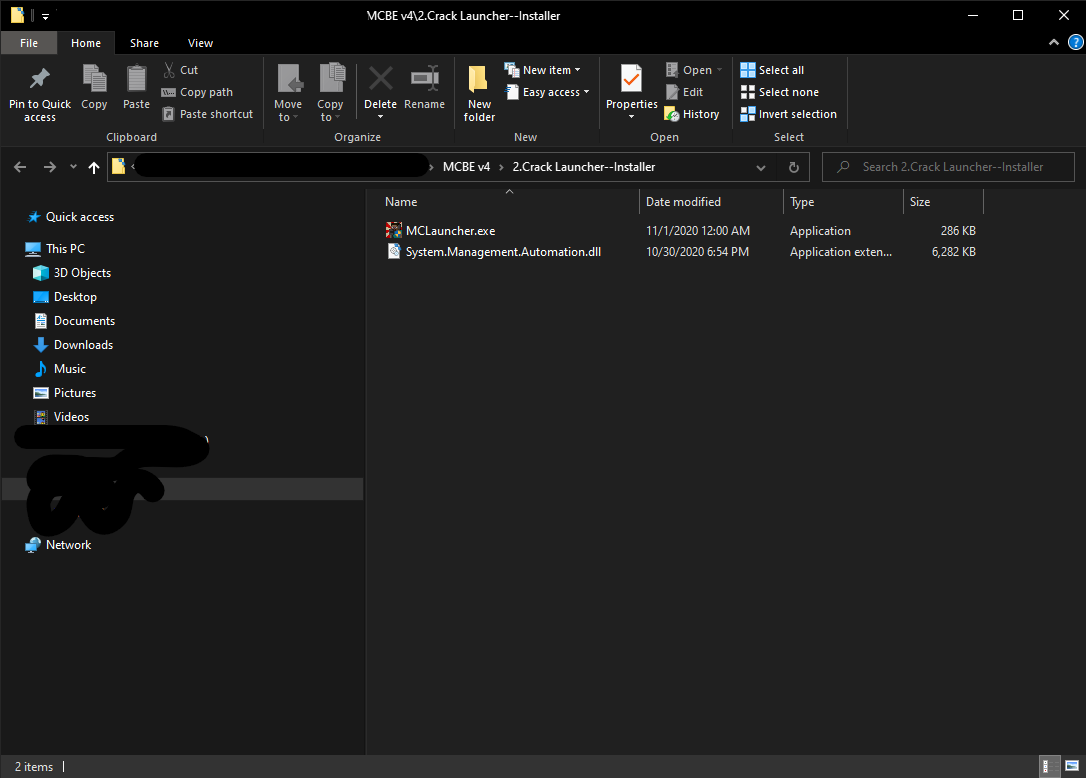 MCBE v4\2.Crack Launcher--Installer
File Home Share View
Pin to Quick access
Copy
Paste
Cut
Copy path
Paste shortcut
Clipboard
Move to
Copy to
Delete
Rename
Organize
New folder
New item
Easy access
New
Properties
Open
Edit
History
Open
Select all
Select none
Invert selection
Select
MCBE v4 > 2.Crack Launcher--Installer
Search 2.Crack Launcher--Installer
Name Date modified Type Size
MCLauncher.exe 11/1/2020 12:00 AM Application 286 KB
System.Management.Automation.dll 10/30/2020 6:54 PM Application exten... 6,282 KB
Quick access
This PC
3D Objects
Desktop
Documents
Downloads
Music
Pictures
Videos
Network
2 items